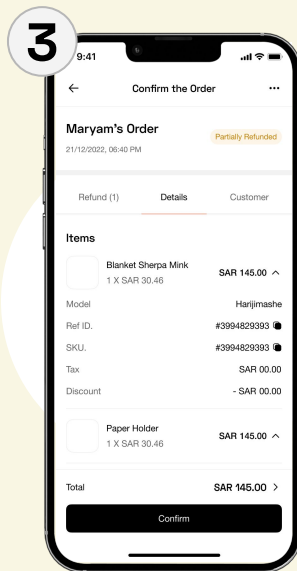 3
9:41
Confirm the Order
Maryam's Order
Partially Refunded
21/12/2022, 06:40 PM
Refund (1) Details Customer
Items
Blanket Sherpa Mink
1 X SAR 30.46
SAR 145.00
Model Harijimashe
Ref ID. #3994829393
SKU. #3994829393
Tax SAR 00.00
Discount - SAR 00.00
Paper Holder
1 X SAR 30.46
SAR 145.00
Total SAR 145.00
Confirm